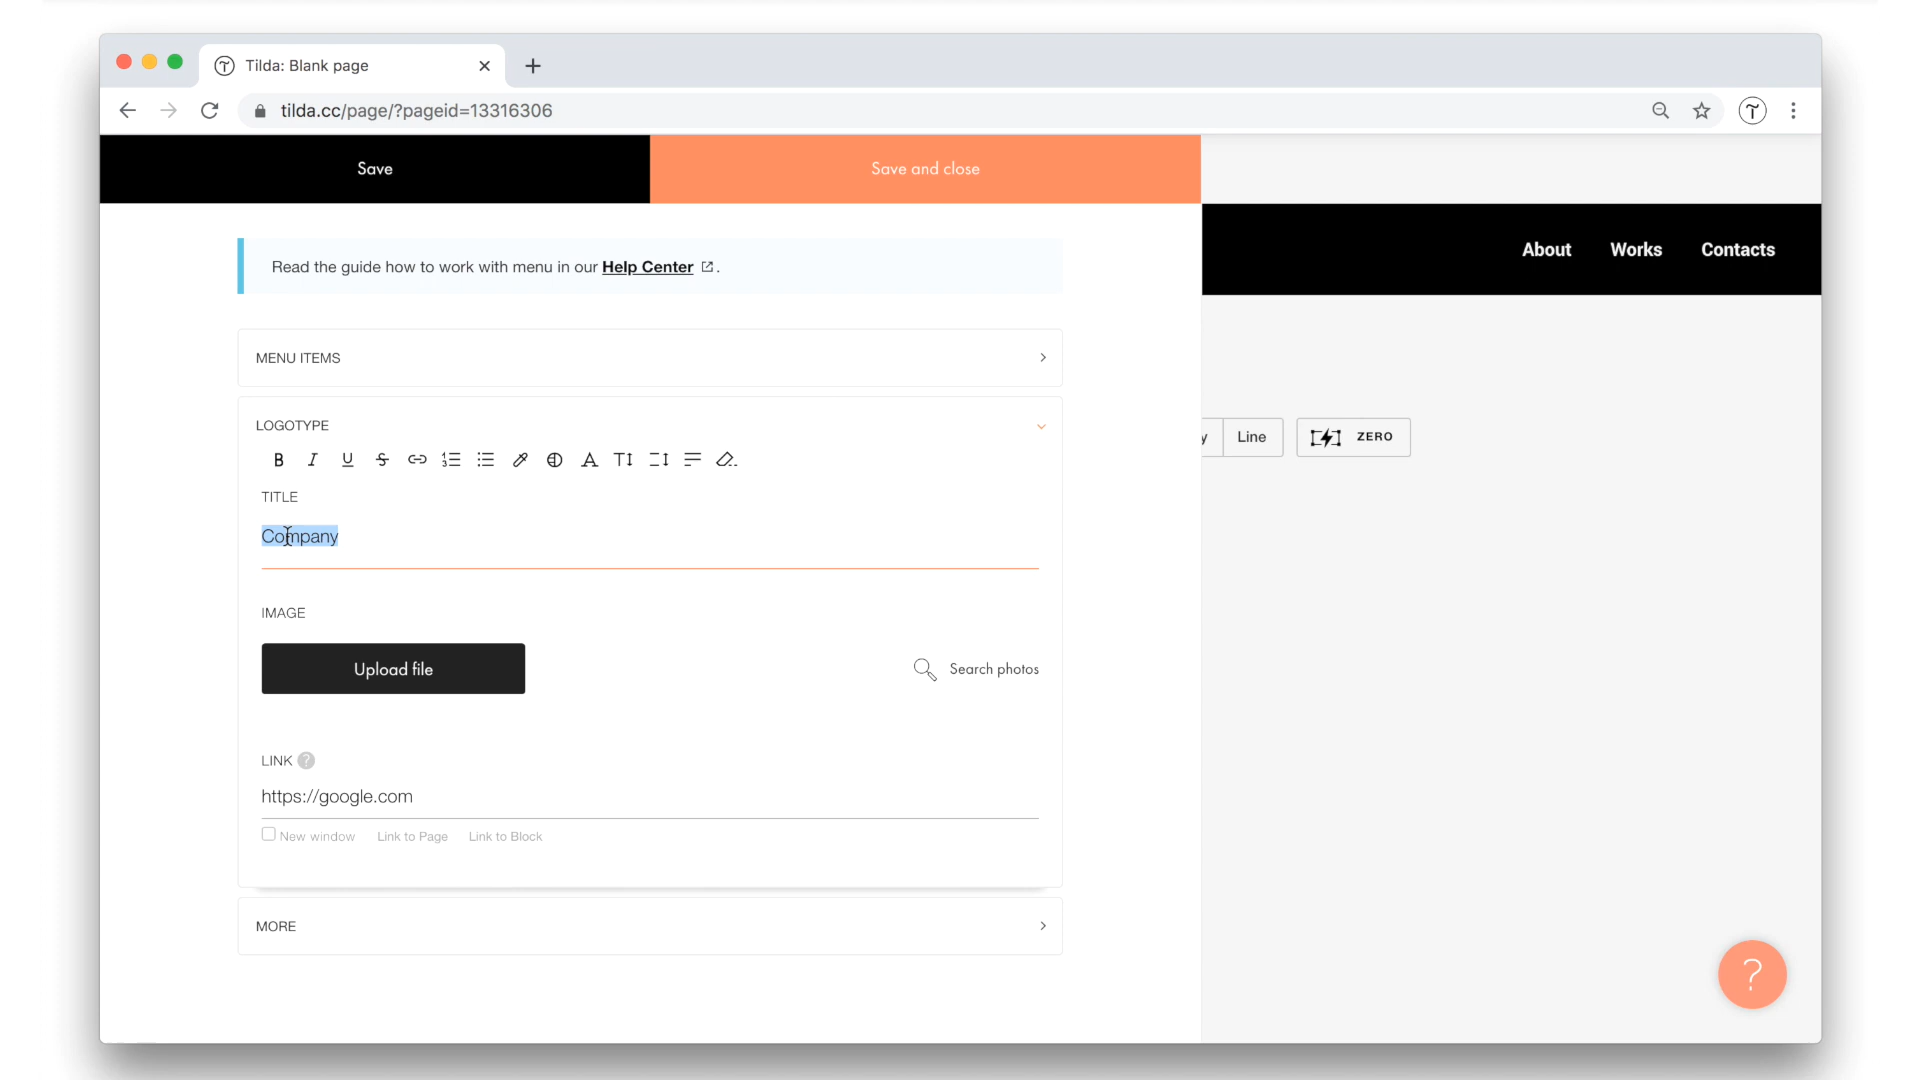 Tilda: Blank page
tilda.cc/page/?pageid=13316306
Save
Save and close
About Works Contacts
Read the guide how to work with menu in our Help Center .
MENU ITEMS
LOGOTYPE
y Line ZERO
TITLE
Company
IMAGE
Upload file
Search photos
LINK ?
https://google.com
New window Link to Page Link to Block
MORE
?